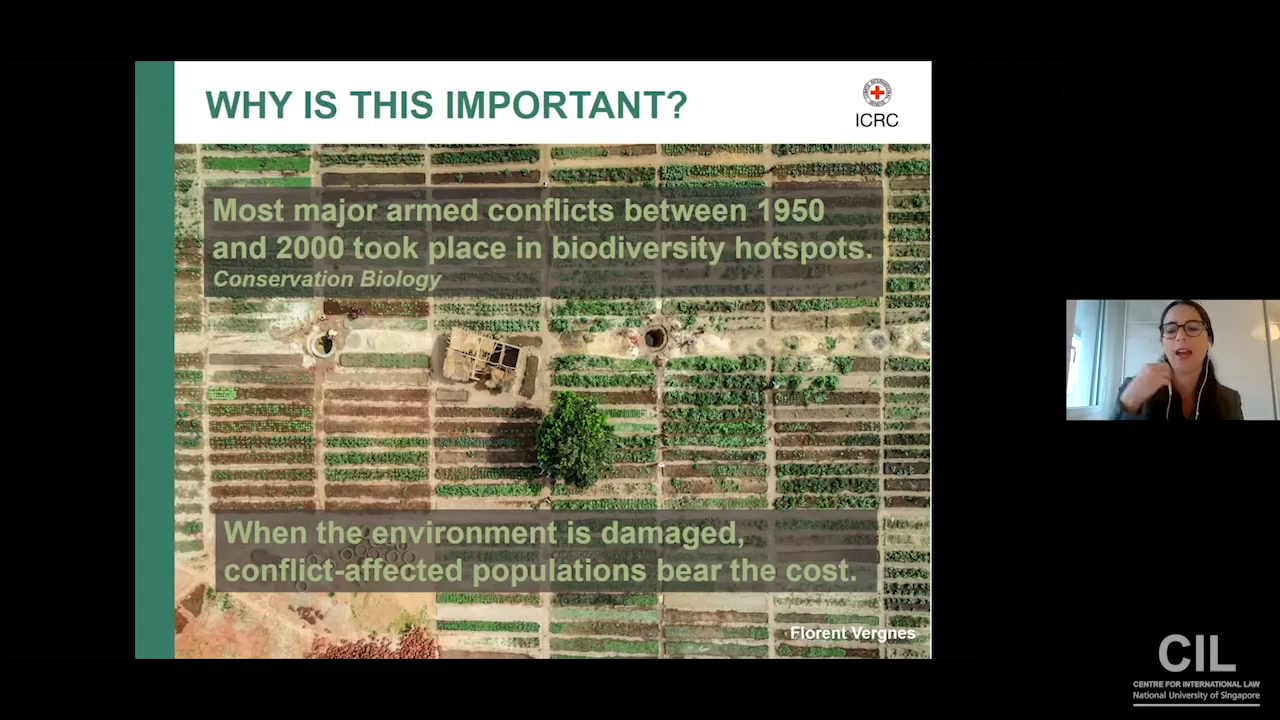 WHY IS THIS IMPORTANT?
ICRC
Most major armed conflicts between 1950
and 2000 took place in biodiversity hotspots.
Conservation Biology
When the environment is damaged,
conflict-affected populations bear the cost.
Florent Vergnes
CIL
CENTRE FOR INTERNATIONAL LAW
National University of Singapore